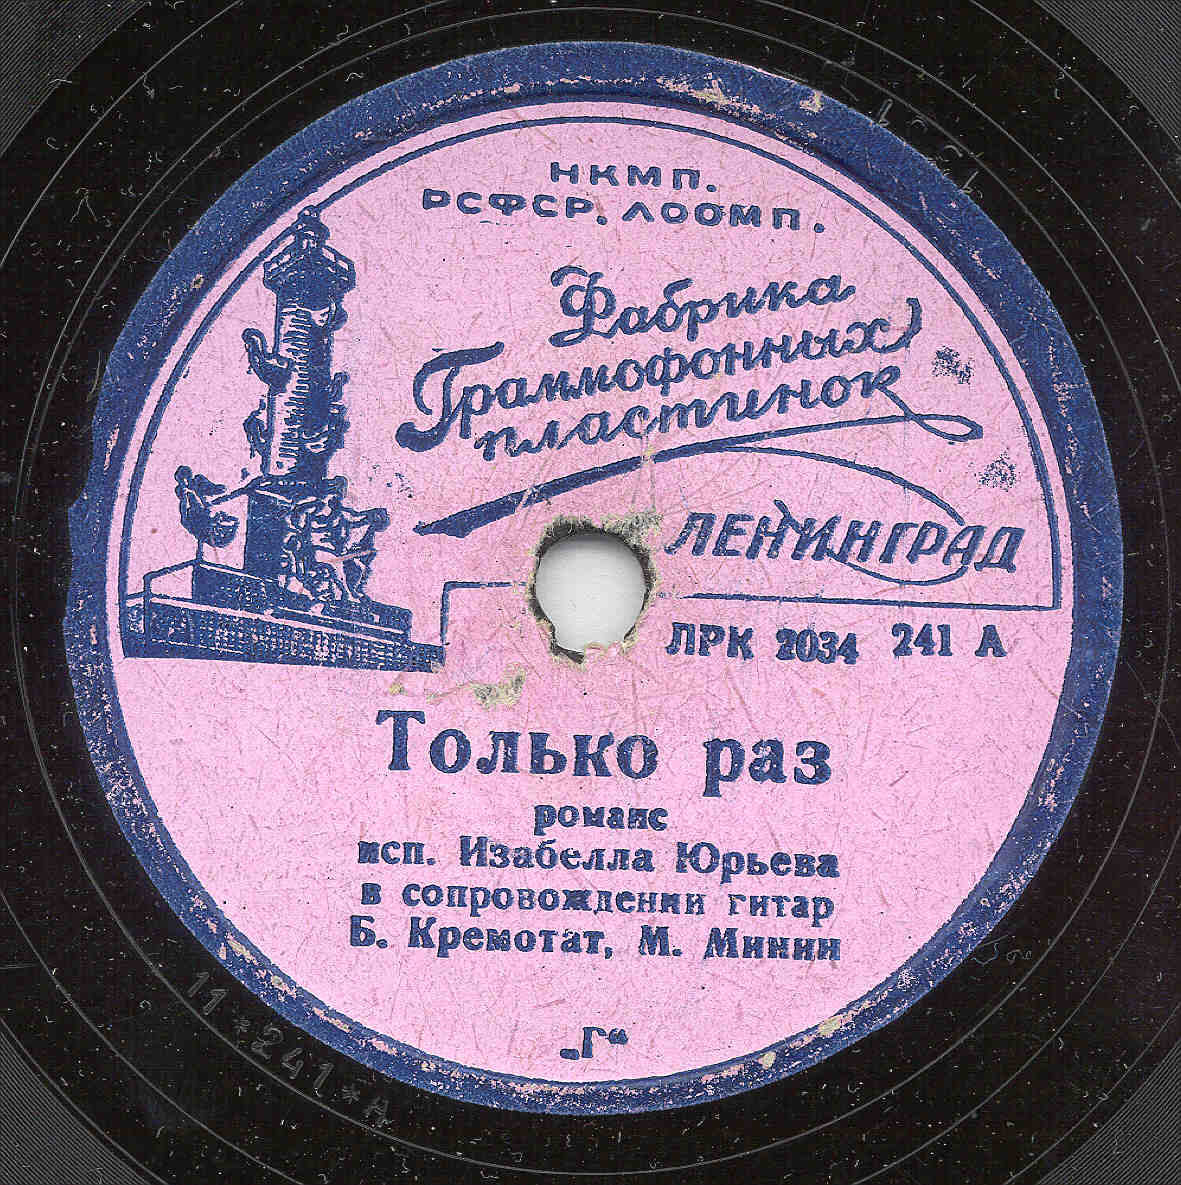 НКМП.
РСФСР. ЛООМП.
Фабрика
Граммофонных
пластинок
ЛЕНИНГРАД
ЛРК 2034 241 А
Только раз
романс
исп. Изабелла Юрьева
в сопровождении гитар
Б. Кремотат, М. Минин
„Г“
11*241*А